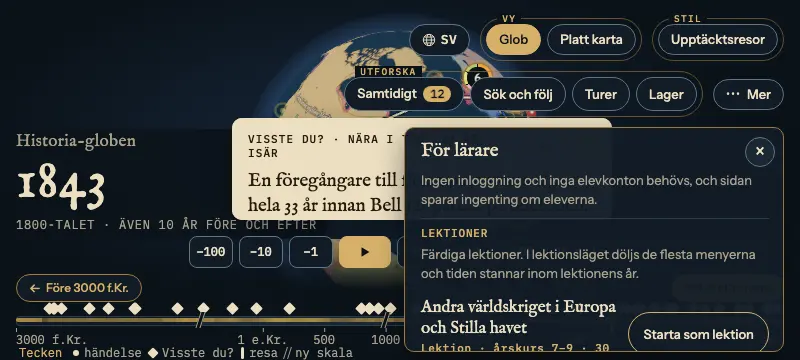 VY
STIL
SV
Glob
Platt karta
Upptäcktsresor
UTFORSKA
6
Samtidigt 12
Sök och följ
Turer
Lager
··· Mer
Historia-globen
1843
1800-TALET · ÄVEN 10 ÅR FÖRE OCH EFTER
VISSTE DU? · NÄRA I
ISÄR
En föregångare till
hela 33 år innan Bell
−100
−10
−1
← Före 3000 f.Kr.
3000 f.Kr.
1 e.Kr.
500
1000
Tecken ● händelse ◆ Visste du? ❙ resa // ny skala
För lärare
×
Ingen inloggning och inga elevkonton behövs, och sidan
sparar ingenting om eleverna.
LEKTIONER
Färdiga lektioner. I lektionsläget döljs de flesta menyerna
och tiden stannar inom lektionens år.
Andra världskriget i Europa
och Stilla havet
Starta som lektion
Lektion · årskurs 7–9 · 30